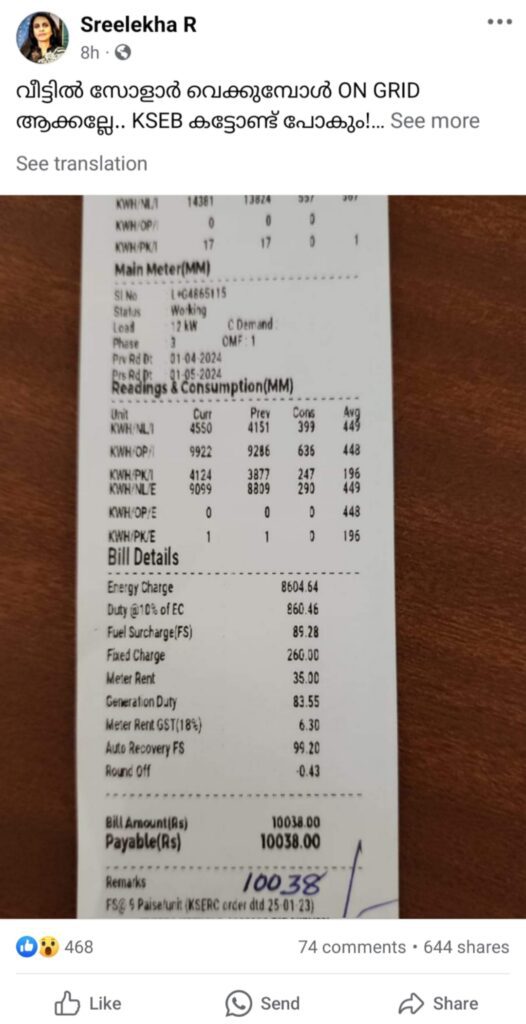 Sreelekha R
8h ·
വീട്ടിൽ സോളാർ വെക്കുമ്പോൾ ON GRID
ആക്കല്ലേ.. KSEB കട്ടോണ്ട് പോകും!... See more
See translation
KWH/NL/I 14381 13824 557
KWH/OP/I 0 0 0
KWH/PK/I 17 17 0 1
Main Meter(MM)
Sl No
Status Working
Load : 12 kW C Demand
Phase 3 OMF : 1
Prv Rd Dt 01-04-2024
Prs Rd Dt 01-05-2024
Readings & Consumption(MM)
Unit Curr Prev Cons Avg
KWH/NL/I 4550 4151 399 449
KWH/OP/I 9922 9286 636 448
KWH/PK/I 4124 3877 247 196
KWH/NL/E 9099 8809 290 449
KWH/OP/E 0 0 0 448
KWH/PK/E 1 1 0 196
Bill Details
Energy Charge 8604.64
Duty @10% of EC 860.46
Fuel Surcharge(FS) 89.28
Fixed Charge 260.00
Meter Rent 35.00
Generation Duty 83.55
Meter Rent GST(18%) 6.30
Auto Recovery FS 99.20
Round Off -0.43
Bill Amount(Rs) 10038.00
Payable(Rs) 10038.00
Remarks 10038
FS@ 9 Paise/unit (KSERC order dtd 25-01-23)
468
74 comments • 644 shares
Like
Send
Share